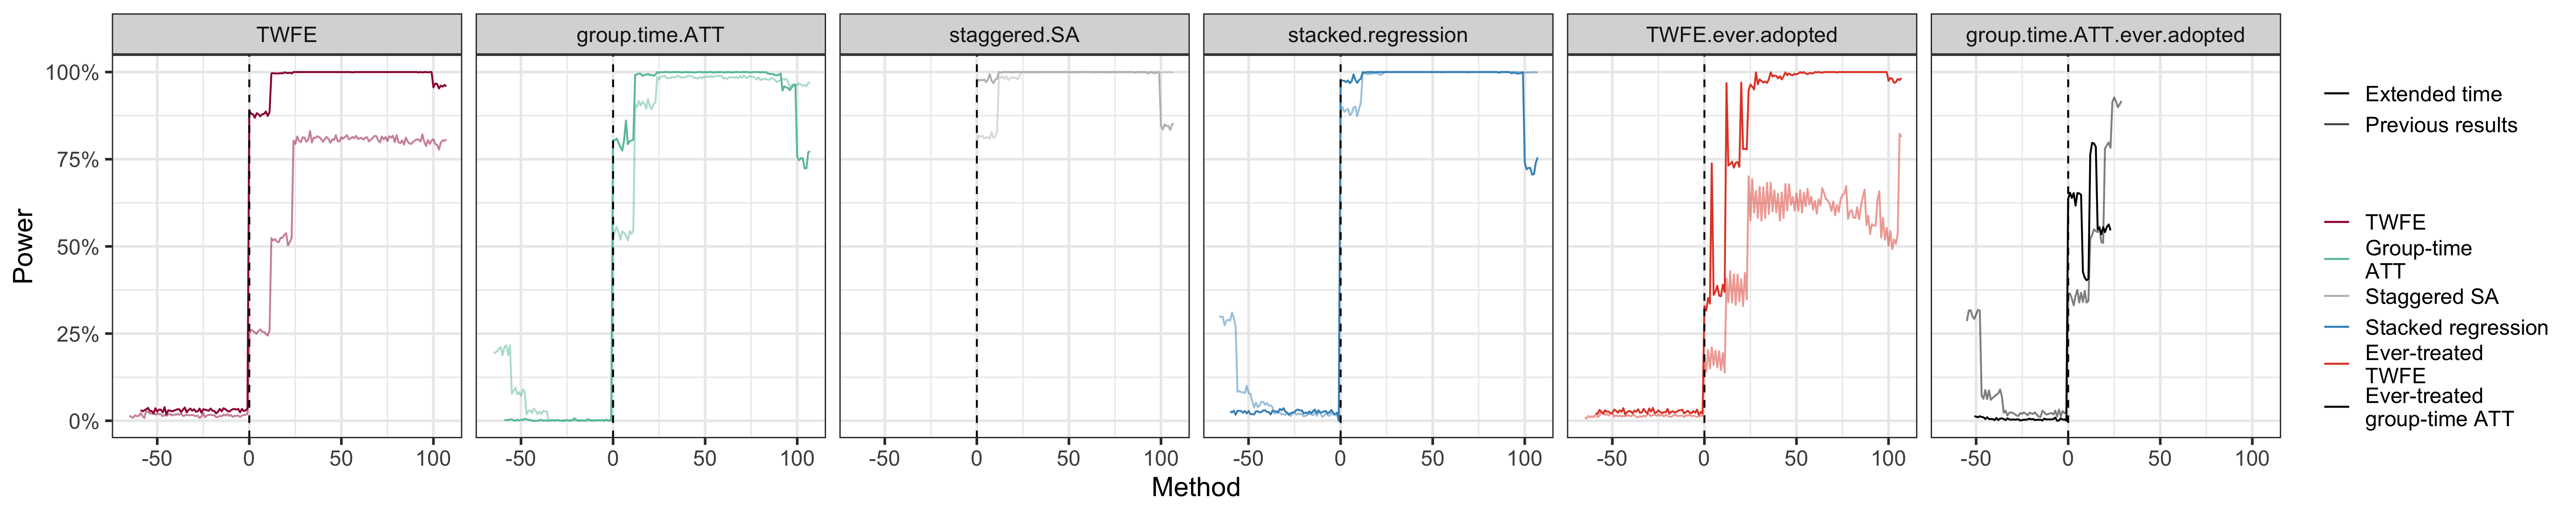 TWFE
group.time.ATT
staggered.SA
stacked.regression
TWFE.ever.adopted
group.time.ATT.ever.adopted
100%
75%
50%
25%
0%
Power
-50 0 50 100
-50 0 50 100
-50 0 50 100
-50 0 50 100
-50 0 50 100
-50 0 50 100
Method
Extended time
Previous results
TWFE
Group-time
ATT
Staggered SA
Stacked regression
Ever-treated
TWFE
Ever-treated
group-time ATT